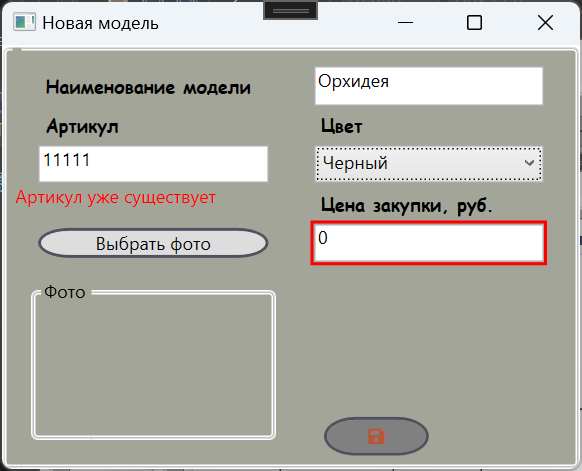 Новая модель
Наименование модели
Орхидея
Артикул
Цвет
11111
Черный
Артикул уже существует
Цена закупки, руб.
Выбрать фото
0
Фото